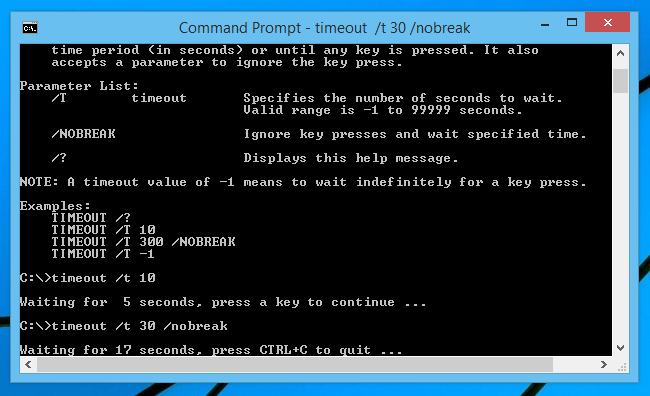 C:\.
Command Prompt - timeout  /t 30 /nobreak
    time period (in seconds) or until any key is pressed. It also
    accepts a parameter to ignore the key press.
Parameter List:
    /T        timeout       Specifies the number of seconds to wait.
                            Valid range is -1 to 99999 seconds.
    /NOBREAK                Ignore key presses and wait specified time.
    /?                      Displays this help message.
NOTE: A timeout value of -1 means to wait indefinitely for a key press.
Examples:
    TIMEOUT /?
    TIMEOUT /T 10
    TIMEOUT /T 300 /NOBREAK
    TIMEOUT /T -1
C:\>timeout /t 10
Waiting for  5 seconds, press a key to continue ...
C:\>timeout /t 30 /nobreak
Waiting for 17 seconds, press CTRL+C to quit ...